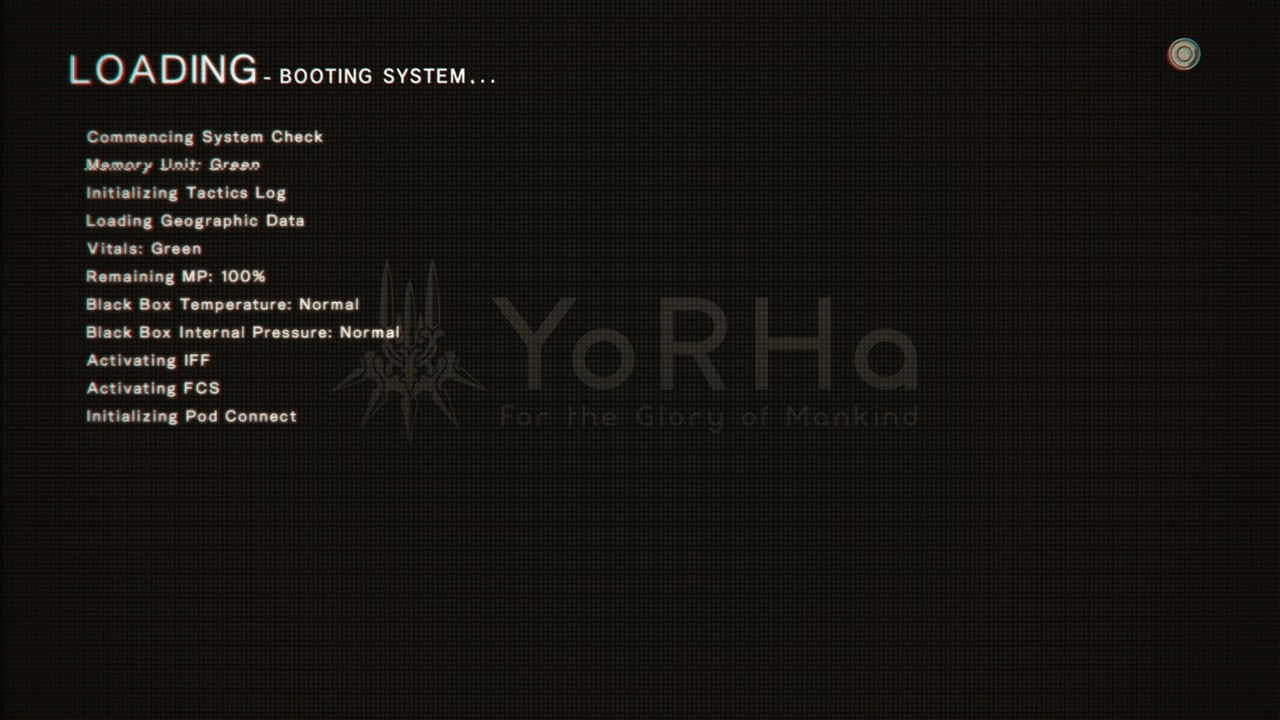 LOADING - BOOTING SYSTEM...
Commencing System Check
Memory Unit: Green
Initializing Tactics Log
Loading Geographic Data
Vitals: Green
Remaining MP: 100%
Black Box Temperature: Normal
Black Box Internal Pressure: Normal
Activating IFF
Activating FCS
Initializing Pod Connect
YoRHa
For the Glory of Mankind